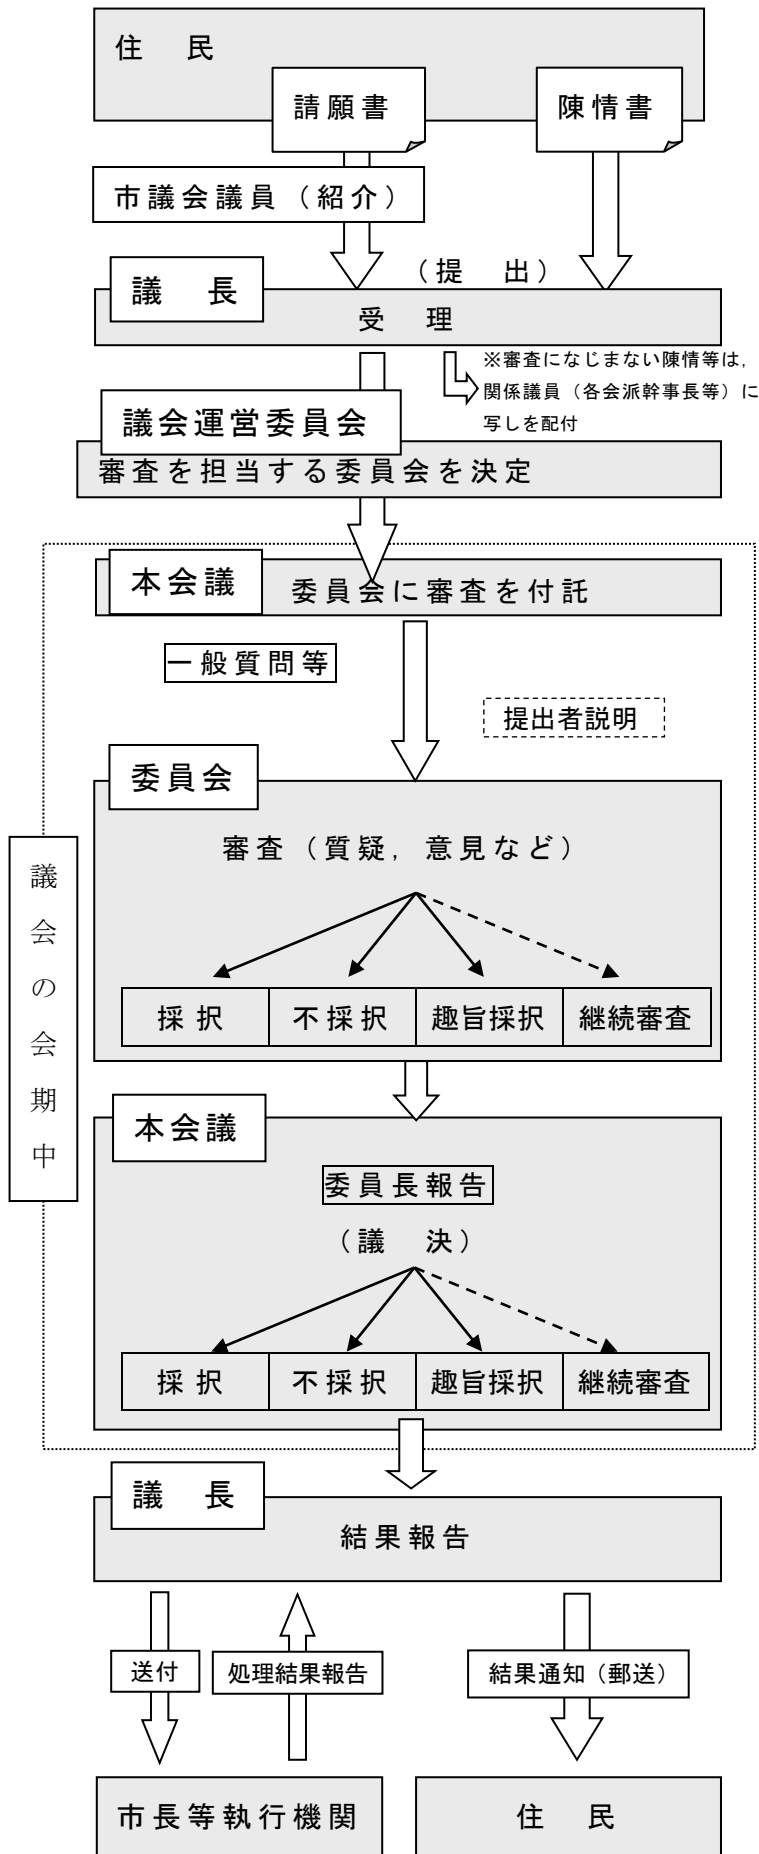 住　民
請願書
陳情書
市議会議員（紹介）
（提　出）
議　長
受　理
※審査になじまない陳情等は，
関係議員（各会派幹事長等）に
写しを配付
議会運営委員会
審査を担当する委員会を決定
本会議
委員会に審査を付託
一般質問等
提出者説明
委員会
審査（質疑，意見など）
採択
不採択
趣旨採択
継続審査
議会の会期中
本会議
委員長報告
（議　決）
採択
不採択
趣旨採択
継続審査
議　長
結果報告
送付
処理結果報告
結果通知（郵送）
市長等執行機関
住　民